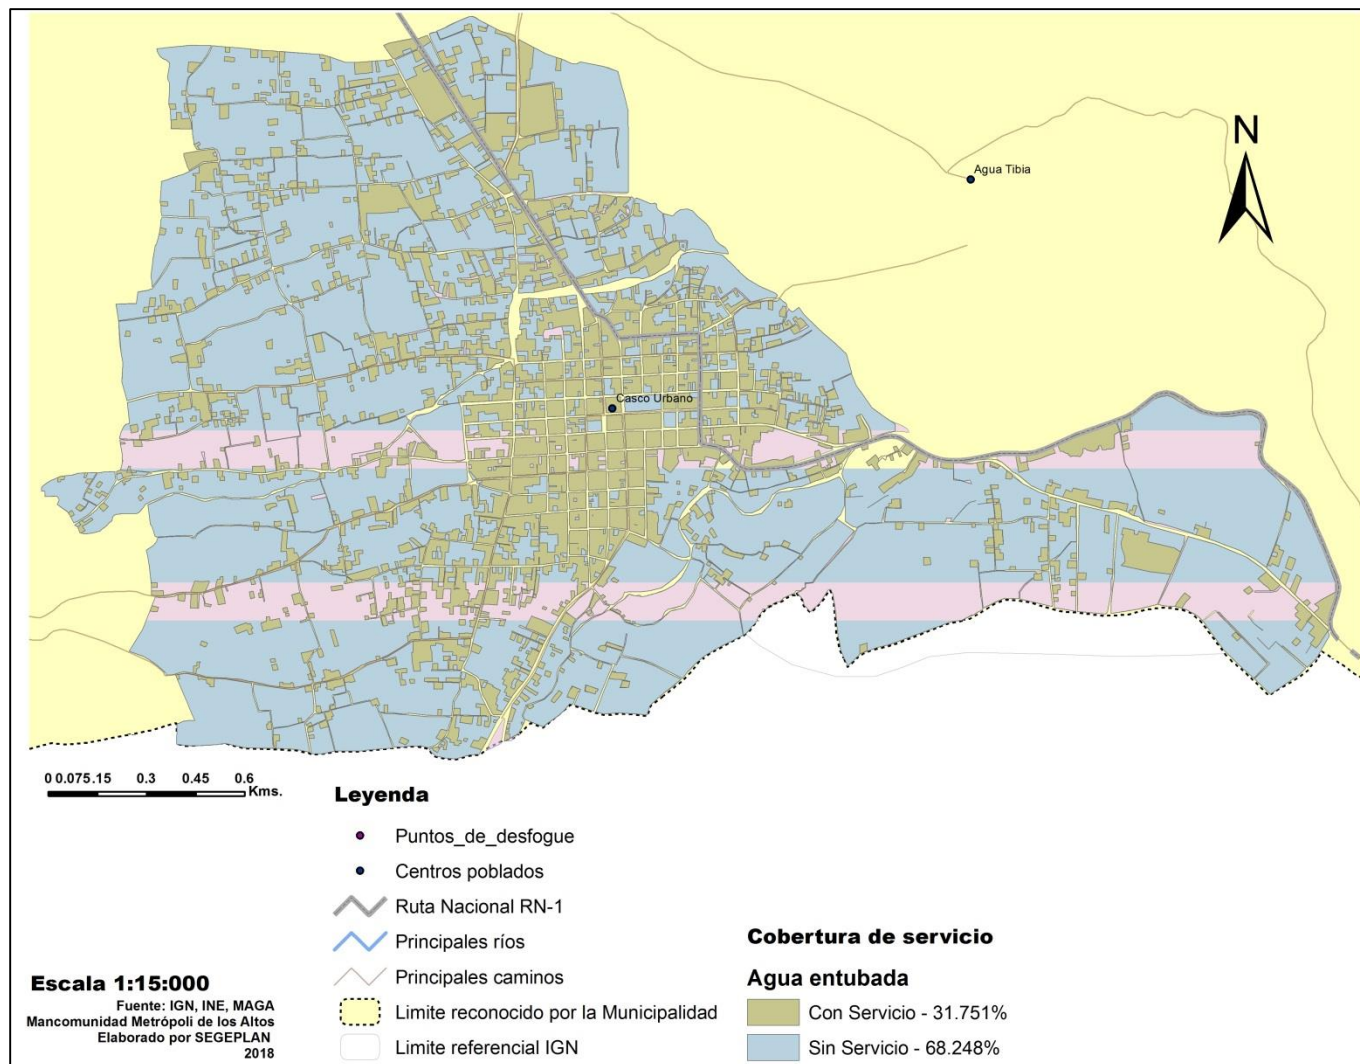 N
Agua Tibia
Casco Urbano
0 0.075.15 0.3 0.45 0.6
Kms.
Leyenda
Puntos_de_desfogue
Centros poblados
Ruta Nacional RN-1
Principales ríos
Principales caminos
Limite reconocido por la Municipalidad
Limite referencial IGN
Cobertura de servicio
Agua entubada
Con Servicio - 31.751%
Sin Servicio - 68.248%
Escala 1:15:000
Fuente: IGN, INE, MAGA
Mancomunidad Metrópoli de los Altos
Elaborado por SEGEPLAN
2018